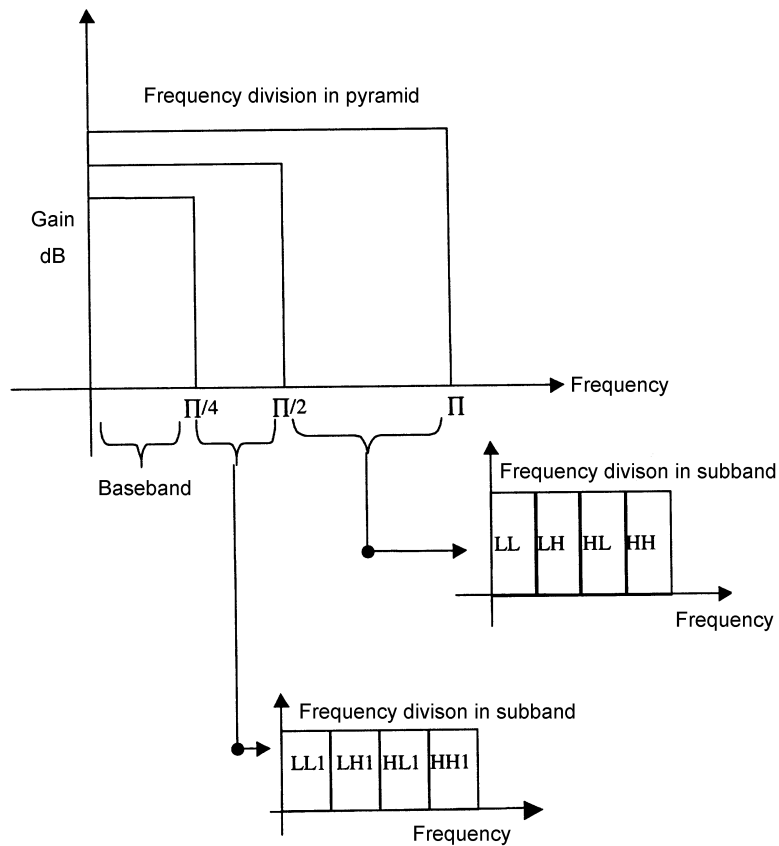 Frequency division in pyramid
Gain
dB
Frequency
Π/4
Π/2
Π
Baseband
Frequency divison in subband
LL
LH
HL
HH
Frequency
Frequency divison in subband
LL1
LH1
HL1
HH1
Frequency